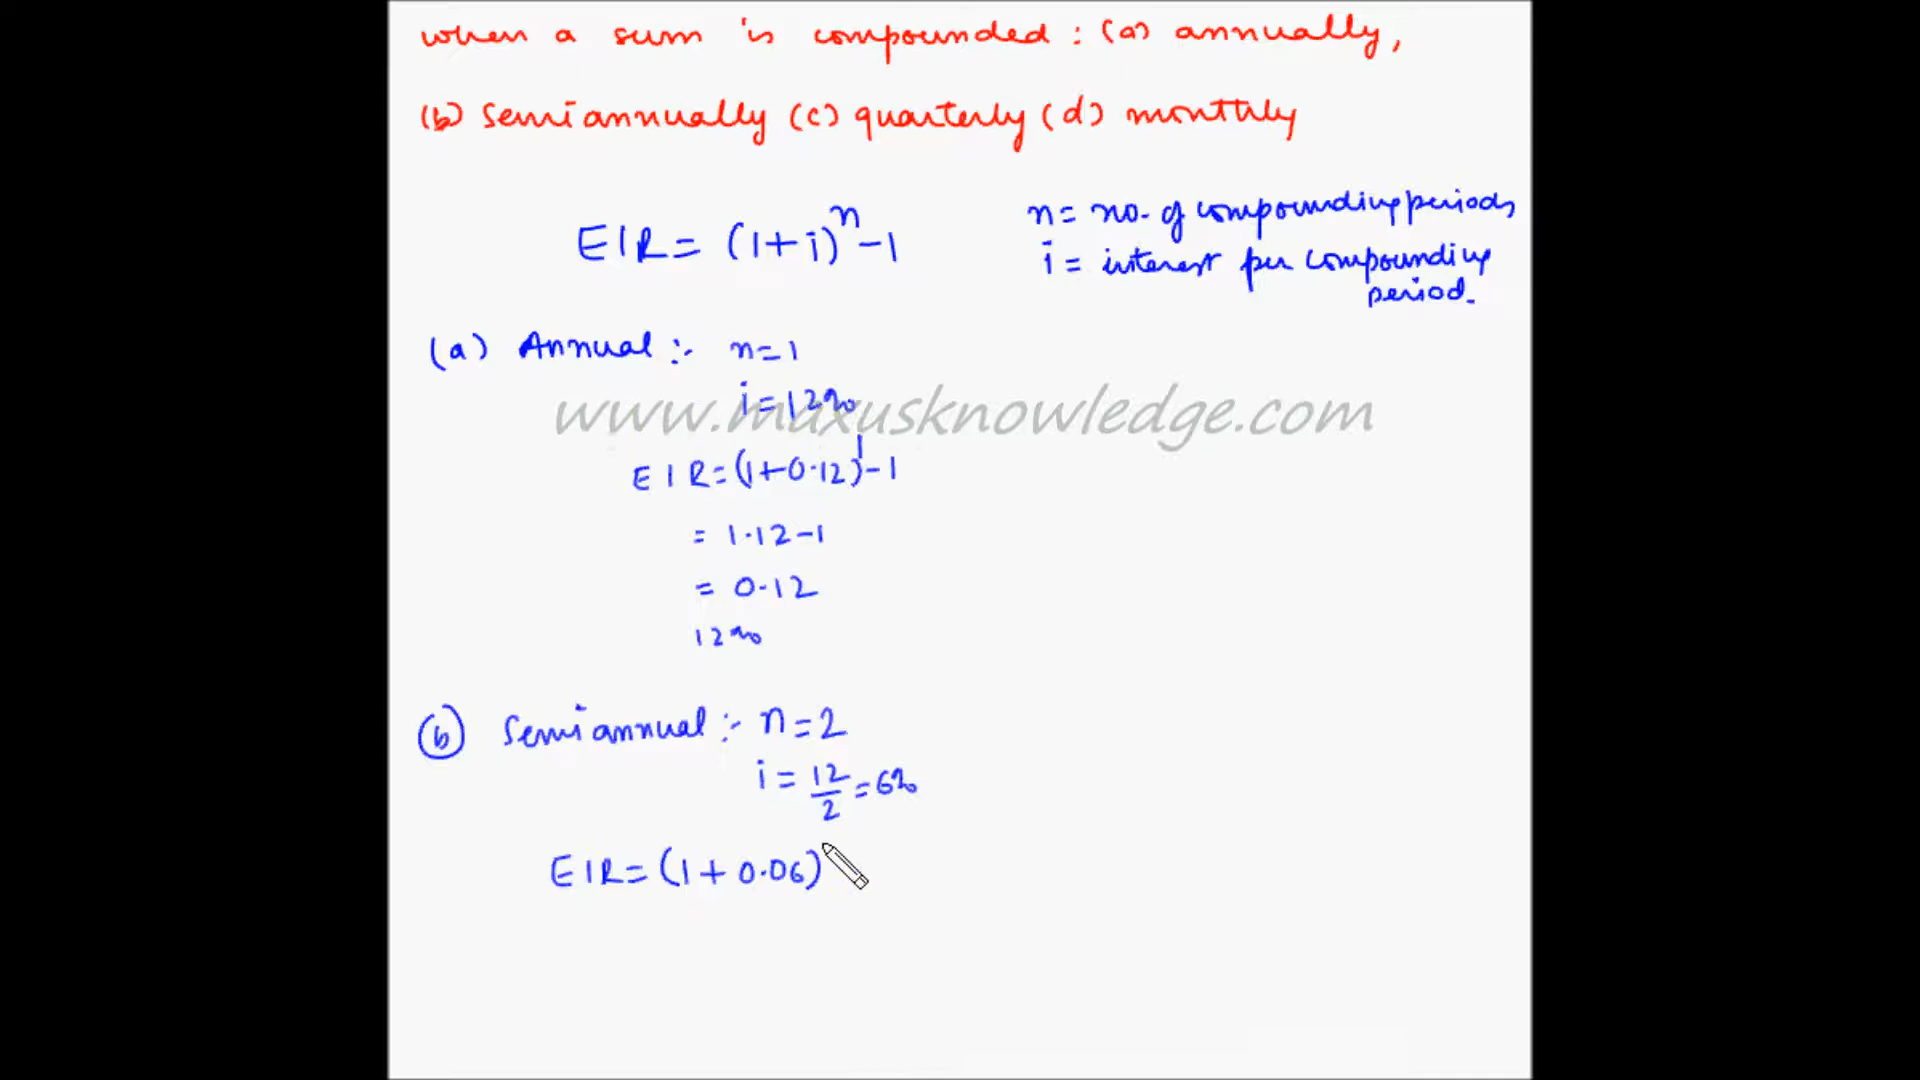 when a sum is compounded: (a) annually,
(b) semiannually (c) quarterly (d) monthly
EIR = (1+i)^n - 1
n = no. of compounding periods
i = interest per compounding
period.
(a) Annual :- n=1
i=12%
www.maxusknowledge.com
EIR = (1+0.12)^1 - 1
= 1.12-1
= 0.12
12%
(b) Semiannual :- n=2
i = 12/2 = 6%
EIR = (1 + 0.06)